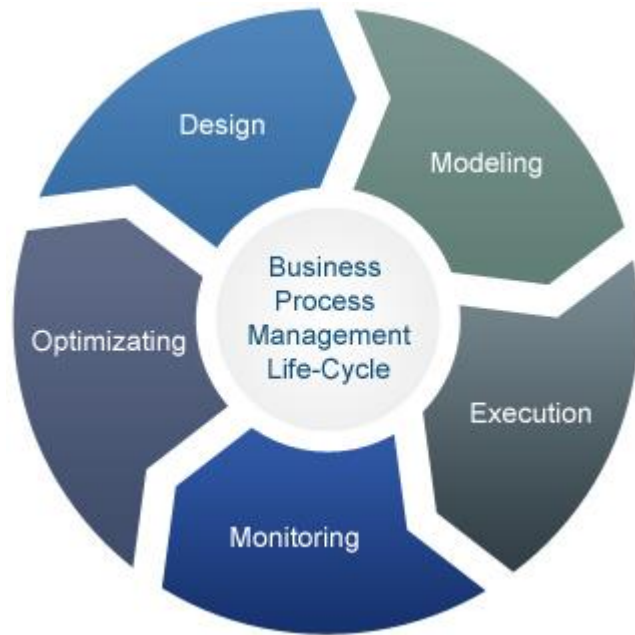 Design
Modeling
Business
Process
Management
Life-Cycle
Optimizating
Execution
Monitoring